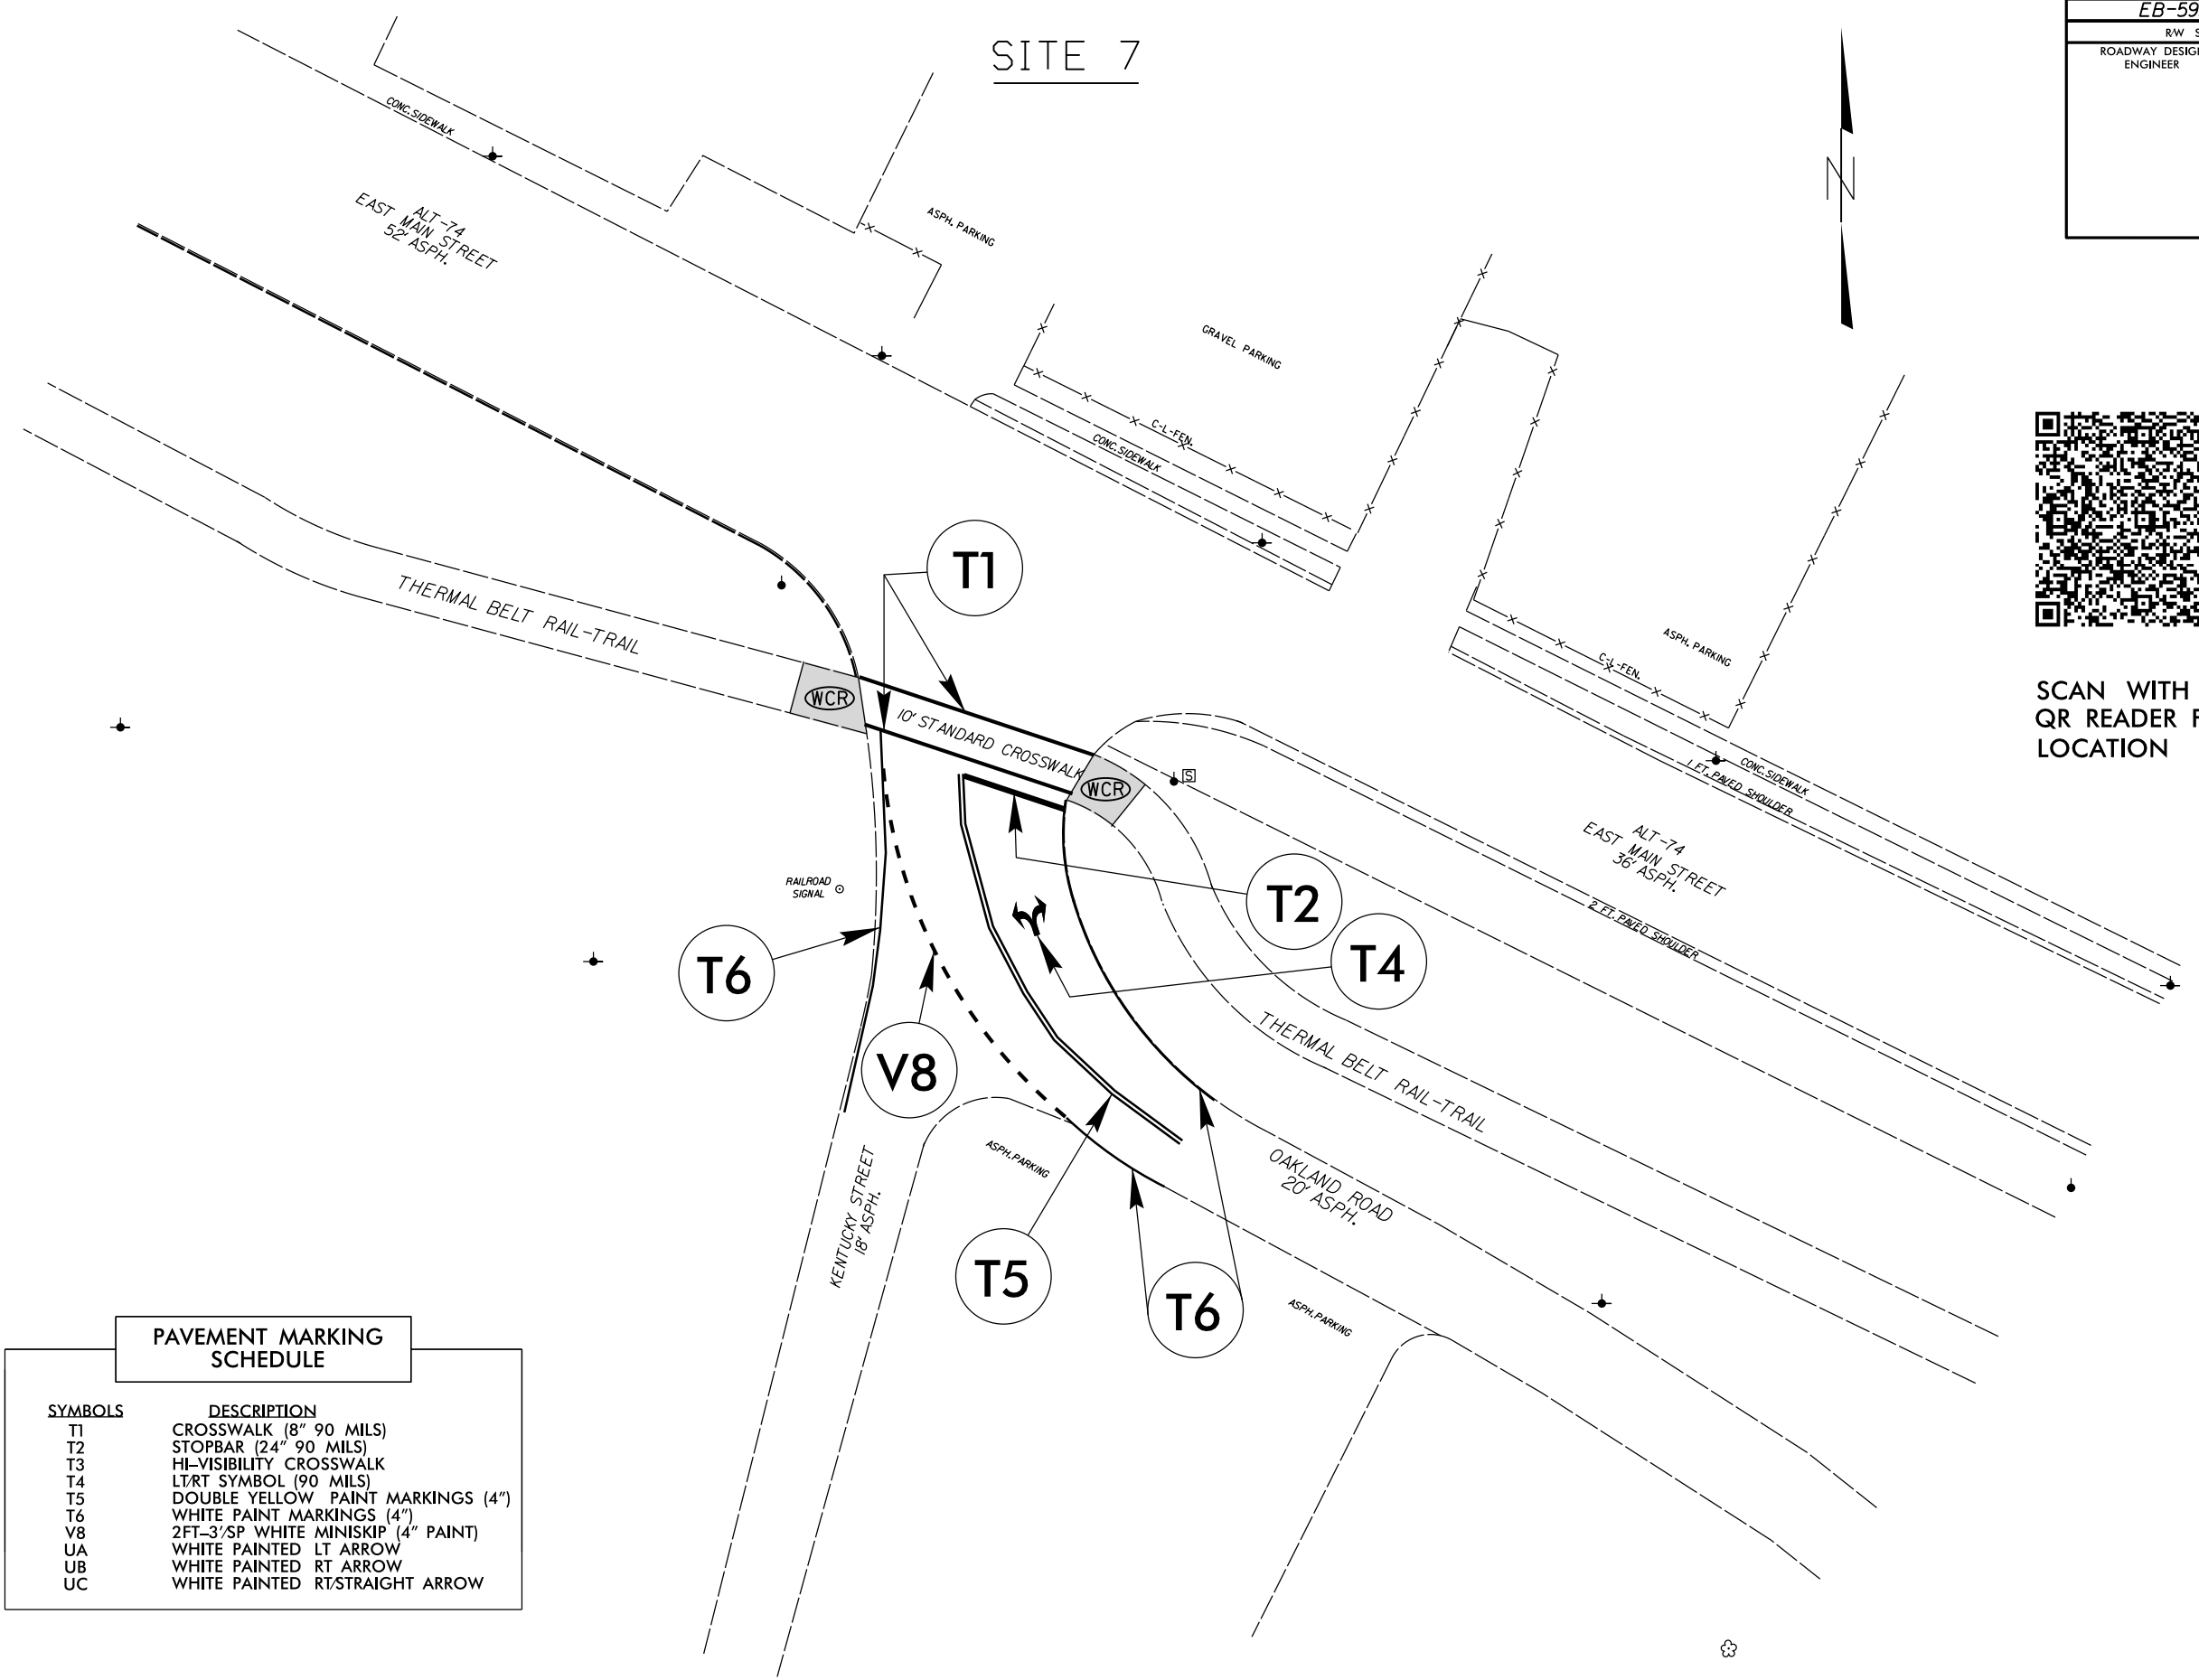 SITE 7
EB-59
R/W S
ROADWAY DESIG
ENGINEER
CONC. SIDEWALK
ALT-74
EAST MAIN STREET
52' ASPH.
ASPH. PARKING
N
GRAVEL PARKING
C-L-FEN.
CONC. SIDEWALK
T1
THERMAL BELT RAIL-TRAIL
WCR
10' STANDARD CROSSWALK
WCR
S
C-L-FEN.
ASPH. PARKING
SCAN WITH
QR READER F
LOCATION
CONC. SIDEWALK
1 FT. PAVED SHOULDER
ALT-74
EAST MAIN STREET
36' ASPH.
2 FT. PAVED SHOULDER
RAILROAD
SIGNAL
T2
T4
T6
V8
THERMAL BELT RAIL-TRAIL
ASPH. PARKING
KENTUCKY STREET
18' ASPH.
OAKLAND ROAD
20' ASPH.
T5
T6
ASPH. PARKING
PAVEMENT MARKING
SCHEDULE
SYMBOLS DESCRIPTION
T1 CROSSWALK (8" 90 MILS)
T2 STOPBAR (24" 90 MILS)
T3 HI-VISIBILITY CROSSWALK
T4 LT/RT SYMBOL (90 MILS)
T5 DOUBLE YELLOW PAINT MARKINGS (4")
T6 WHITE PAINT MARKINGS (4")
V8 2FT-3'/SP WHITE MINISKIP (4" PAINT)
UA WHITE PAINTED LT ARROW
UB WHITE PAINTED RT ARROW
UC WHITE PAINTED RT/STRAIGHT ARROW